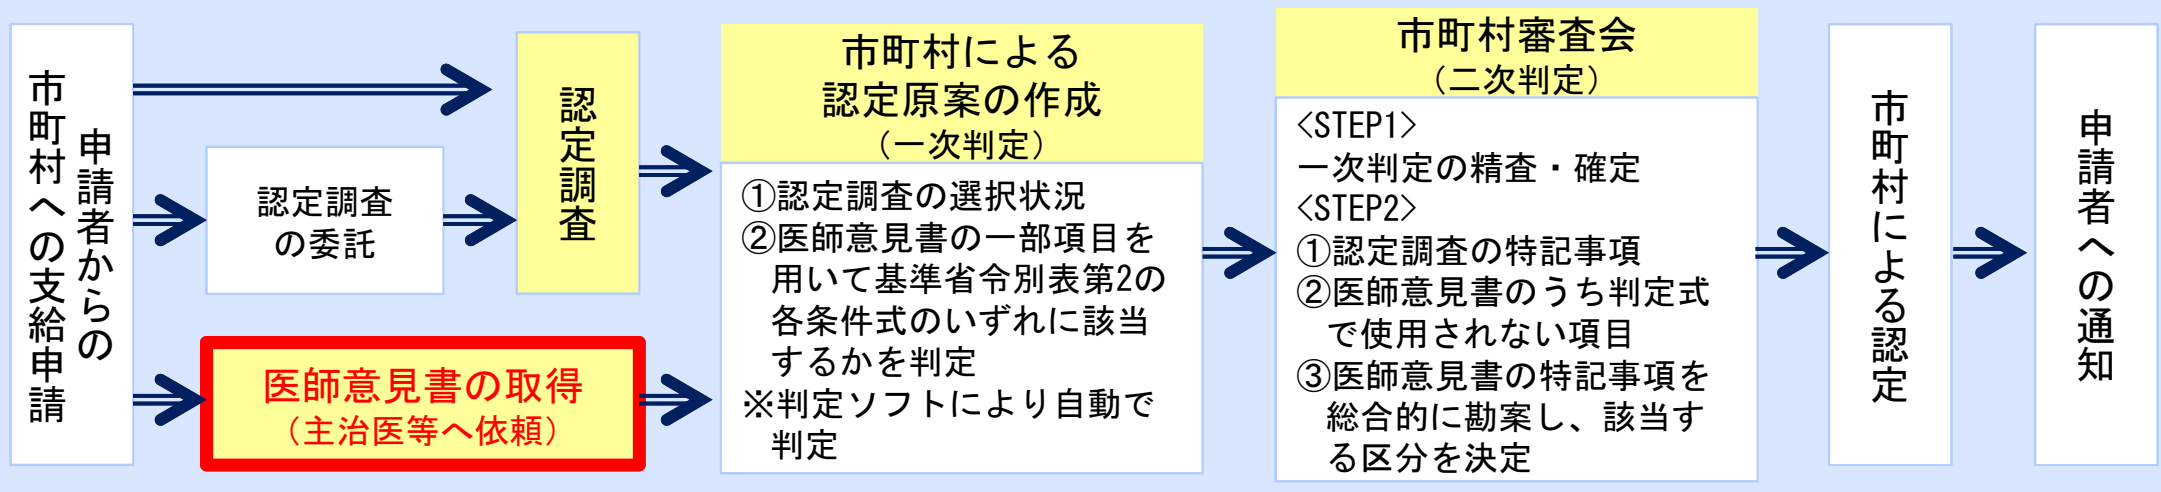 申請者からの
市町村への支給申請
認定調査
の委託
医師意見書の取得
（主治医等へ依頼）
認定調査
市町村による
認定原案の作成
（一次判定）
①認定調査の選択状況
②医師意見書の一部項目を
用いて基準省令別表第2の
各条件式のいずれに該当
するかを判定
※判定ソフトにより自動で
判定
市町村審査会
（二次判定）
<STEP1>
一次判定の精査・確定
<STEP2>
①認定調査の特記事項
②医師意見書のうち判定式
で使用されない項目
③医師意見書の特記事項を
総合的に勘案し、該当す
る区分を決定
市町村による認定
申請者への通知